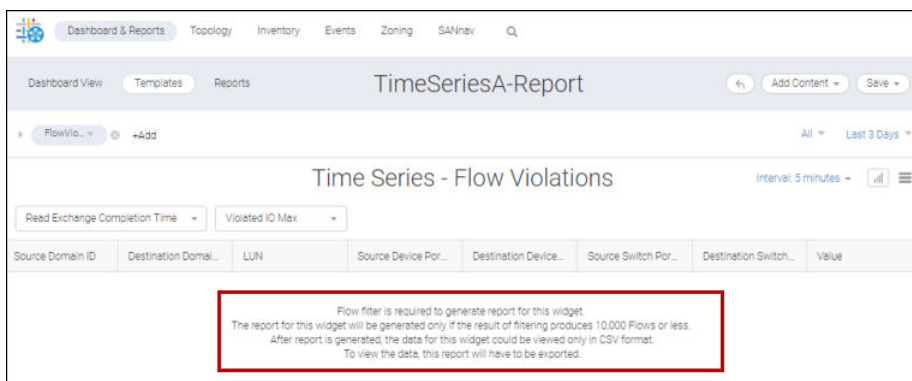 Dashboard & Reports Topology Inventory Events Zoning SANnav
Dashboard View Templates Reports TimeSeriesA-Report Add Content Save
FlowVio... +Add All Last 3 Days
Time Series - Flow Violations Interval: 5 minutes
Read Exchange Completion Time Violated IO Max
Source Domain ID Destination Domai... LUN Source Device Por... Destination Device... Source Switch Por... Destination Switch... Value
Flow filter is required to generate report for this widget.
The report for this widget will be generated only if the result of filtering produces 10,000 Flows or less.
After report is generated, the data for this widget could be viewed only in CSV format.
To view the data, this report will have to be exported.